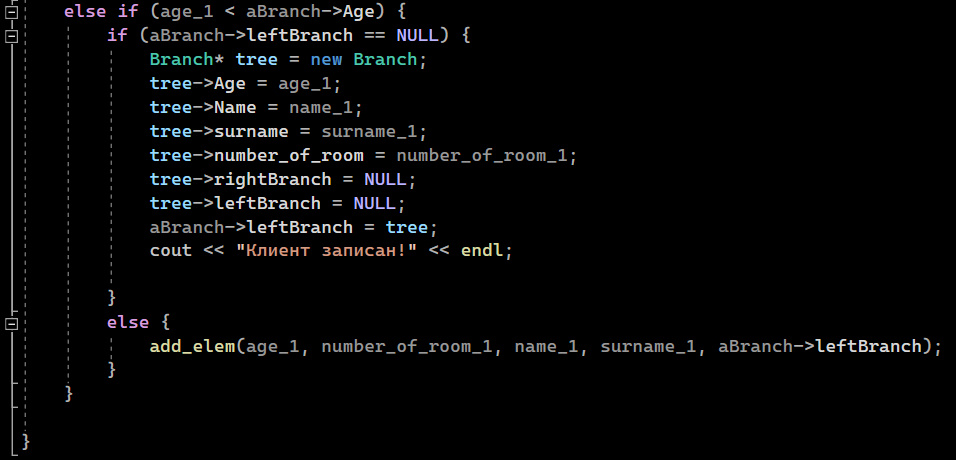 else if (age_1 < aBranch->Age) {
if (aBranch->leftBranch == NULL) {
Branch* tree = new Branch;
tree->Age = age_1;
tree->Name = name_1;
tree->surname = surname_1;
tree->number_of_room = number_of_room_1;
tree->rightBranch = NULL;
tree->leftBranch = NULL;
aBranch->leftBranch = tree;
cout << "Клиент записан!" << endl;
}
else {
add_elem(age_1, number_of_room_1, name_1, surname_1, aBranch->leftBranch);
}
}
}